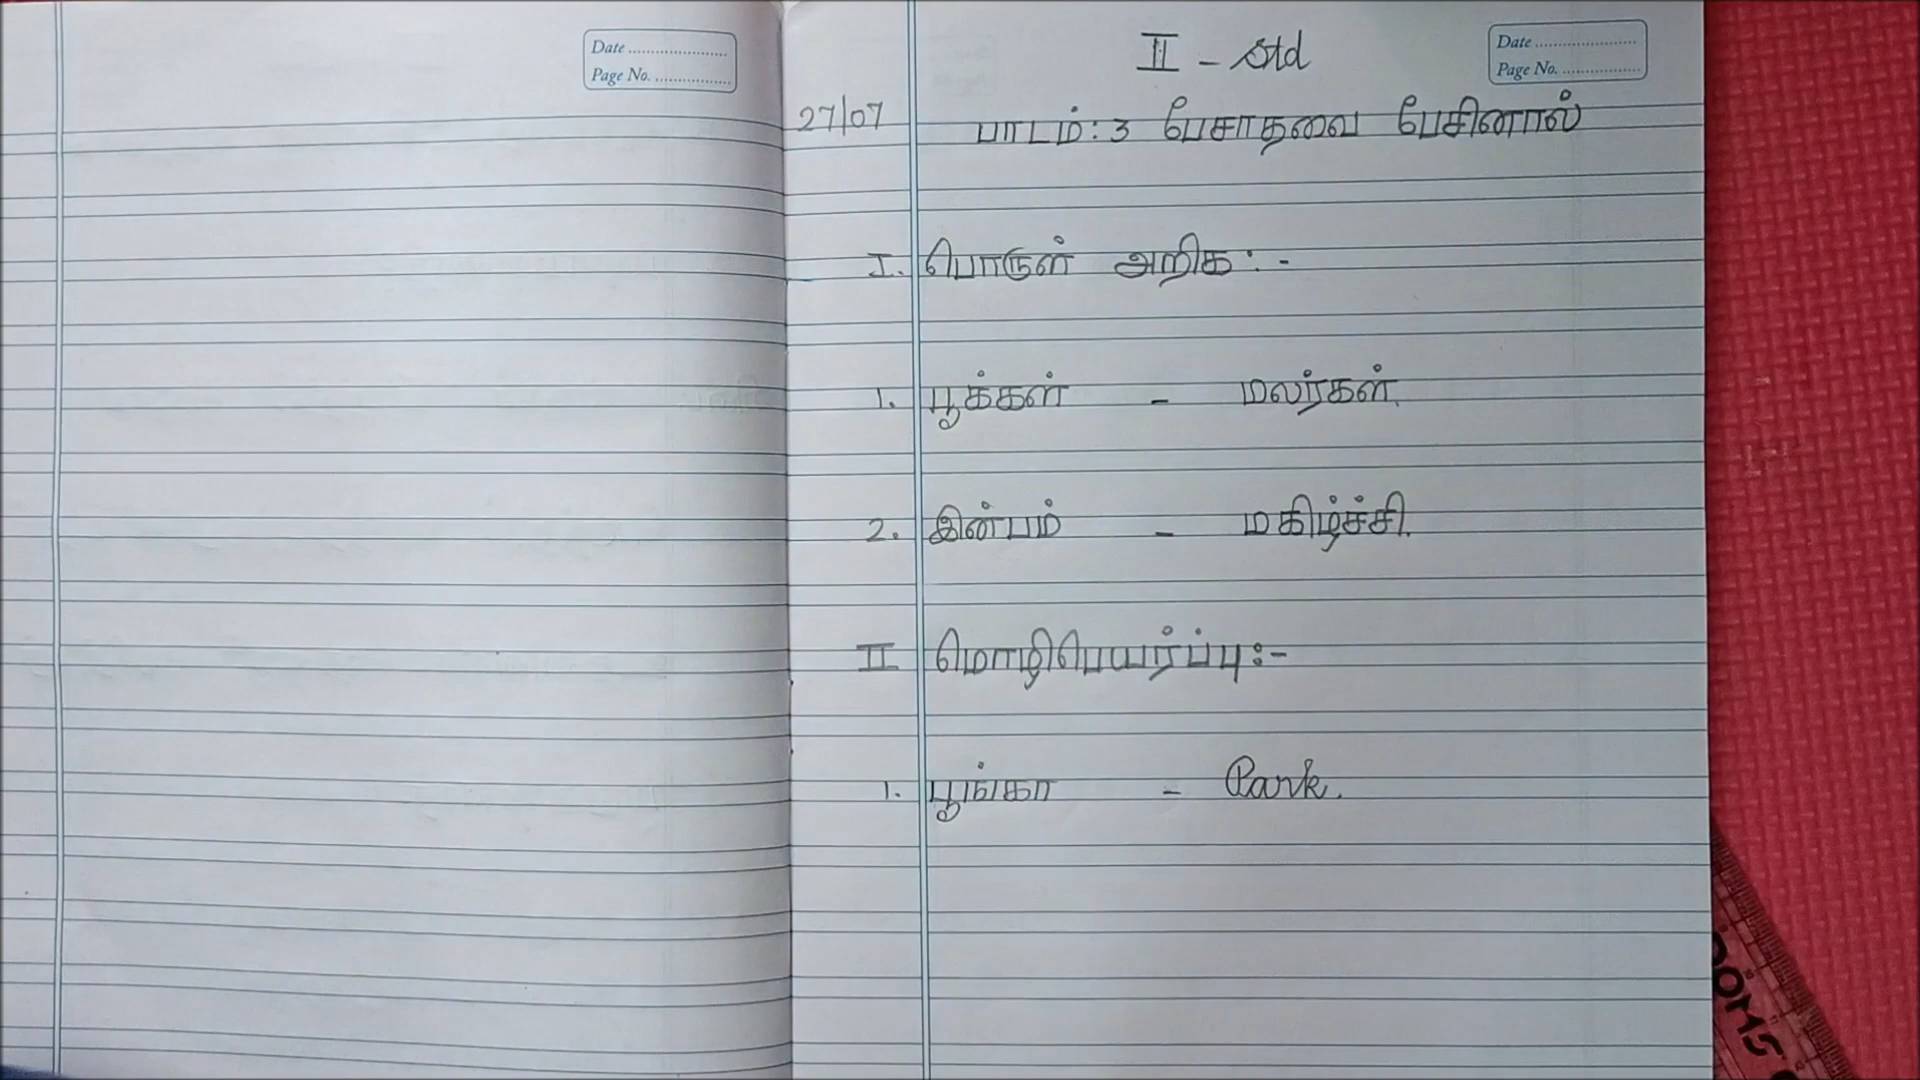 Date
Page No.
II - Std
Date
Page No.
27/07
பாடம்: 3 பேசாதவை பேசினால்
I. பொருள் அறிக : -
1. பூக்கள் - மலர்கள்.
2. இன்பம் - மகிழ்ச்சி.
II மொழிபெயர்ப்பு:-
1. பூங்கா - Park.
DOMS